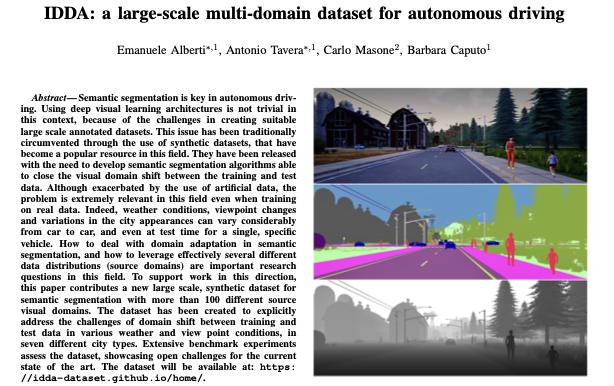 IDDA: a large-scale multi-domain dataset for autonomous driving
Emanuele Alberti*,1, Antonio Tavera*,1, Carlo Masone2, Barbara Caputo1
Abstract—Semantic segmentation is key in autonomous driv-
ing. Using deep visual learning architectures is not trivial in
this context, because of the challenges in creating suitable
large scale annotated datasets. This issue has been traditionally
circumvented through the use of synthetic datasets, that have
become a popular resource in this field. They have been released
with the need to develop semantic segmentation algorithms able
to close the visual domain shift between the training and test
data. Although exacerbated by the use of artificial data, the
problem is extremely relevant in this field even when training
on real data. Indeed, weather conditions, viewpoint changes
and variations in the city appearances can vary considerably
from car to car, and even at test time for a single, specific
vehicle. How to deal with domain adaptation in semantic
segmentation, and how to leverage effectively several different
data distributions (source domains) are important research
questions in this field. To support work in this direction,
this paper contributes a new large scale, synthetic dataset for
semantic segmentation with more than 100 different source
visual domains. The dataset has been created to explicitly
address the challenges of domain shift between training and
test data in various weather and view point conditions, in
seven different city types. Extensive benchmark experiments
assess the dataset, showcasing open challenges for the current
state of the art. The dataset will be available at: https:
//idda-dataset.github.io/home/.